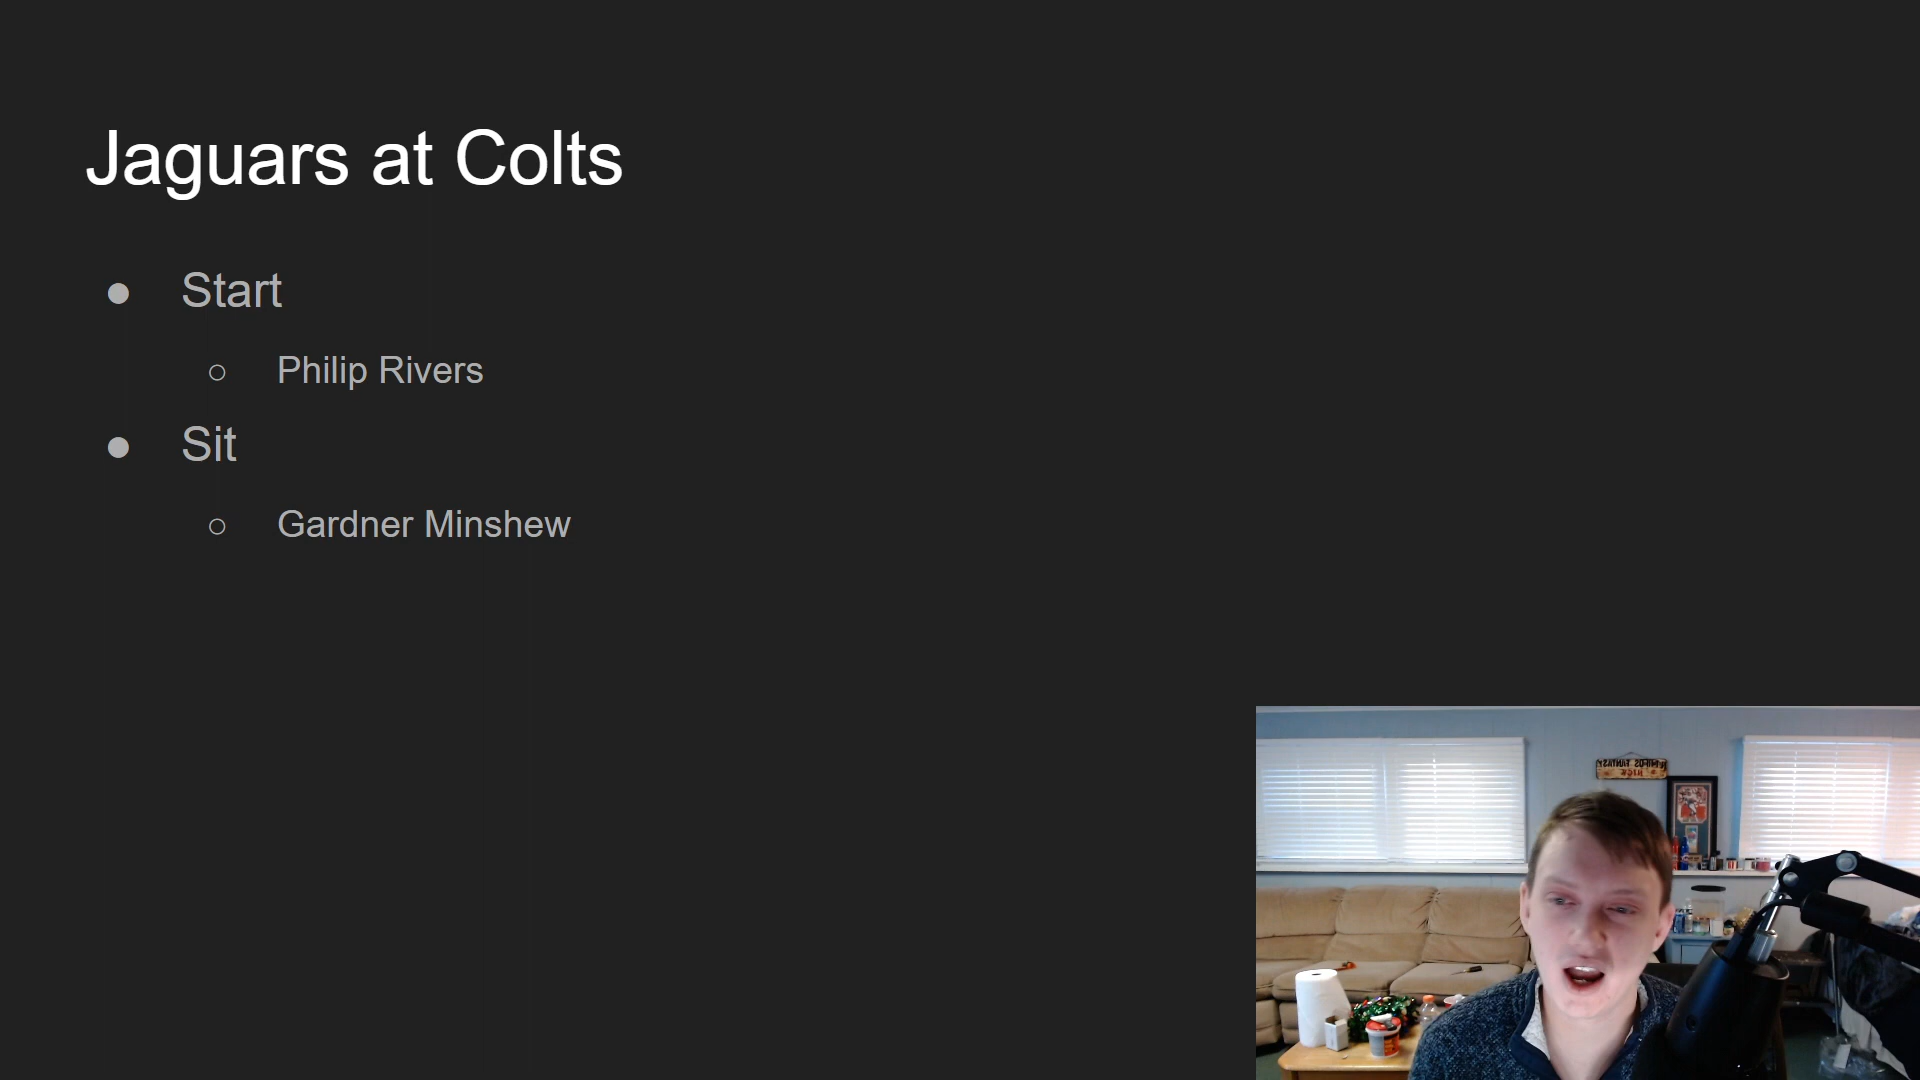 Jaguars at Colts
● Start
○ Philip Rivers
● Sit
○ Gardner Minshew